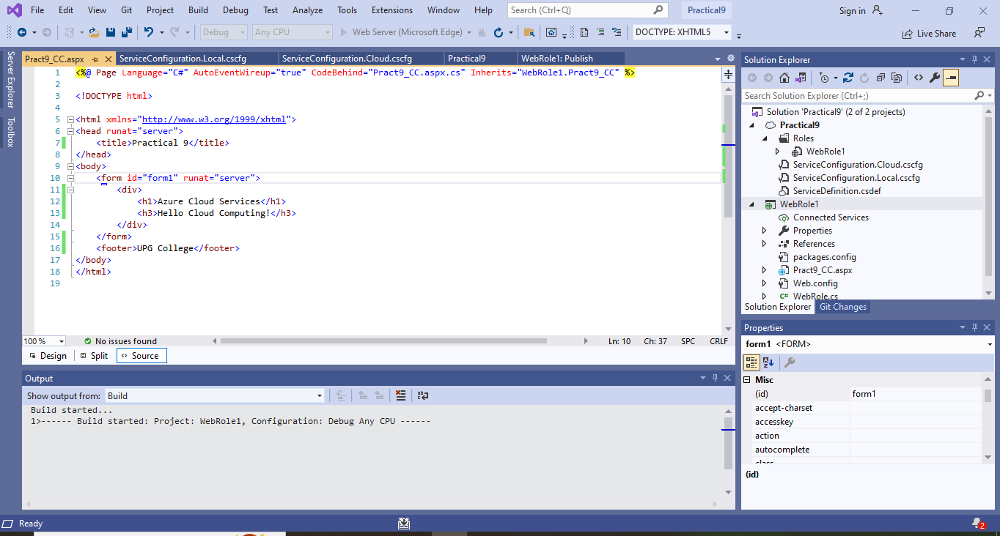 File Edit View Git Project Build Debug Test Analyze Tools Extensions Window Help Search (Ctrl+Q) Practical9 Sign in
Debug Any CPU Web Server (Microsoft Edge) DOCTYPE: XHTML5 Live Share
Server Explorer
Toolbox
Pract9_CC.aspx ServiceConfiguration.Local.cscfg ServiceConfiguration.Cloud.cscfg Practical9 WebRole1: Publish
1 <%@ Page Language="C#" AutoEventWireup="true" CodeBehind="Pract9_CC.aspx.cs" Inherits="WebRole1.Pract9_CC" %>
2
3 <!DOCTYPE html>
4
5 <html xmlns="http://www.w3.org/1999/xhtml">
6 <head runat="server">
7 <title>Practical 9</title>
8 </head>
9 <body>
10 <form id="form1" runat="server">
11 <div>
12 <h1>Azure Cloud Services</h1>
13 <h3>Hello Cloud Computing!</h3>
14 </div>
15 </form>
16 <footer>UPG College</footer>
17 </body>
18 </html>
19
100 % No issues found Ln: 10 Ch: 37 SPC CRLF
Design Split Source
Output
Show output from: Build
Build started...
1>------ Build started: Project: WebRole1, Configuration: Debug Any CPU ------
Solution Explorer
Search Solution Explorer (Ctrl+;)
Solution 'Practical9' (2 of 2 projects)
Practical9
Roles
WebRole1
ServiceConfiguration.Cloud.cscfg
ServiceConfiguration.Local.cscfg
ServiceDefinition.csdef
WebRole1
Connected Services
Properties
References
packages.config
Pract9_CC.aspx
Web.config
WebRole.cs
Solution Explorer Git Changes
Properties
form1 <FORM>
Misc
(id) form1
accept-charset
accesskey
action
autocomplete
class
(id)
Ready 2